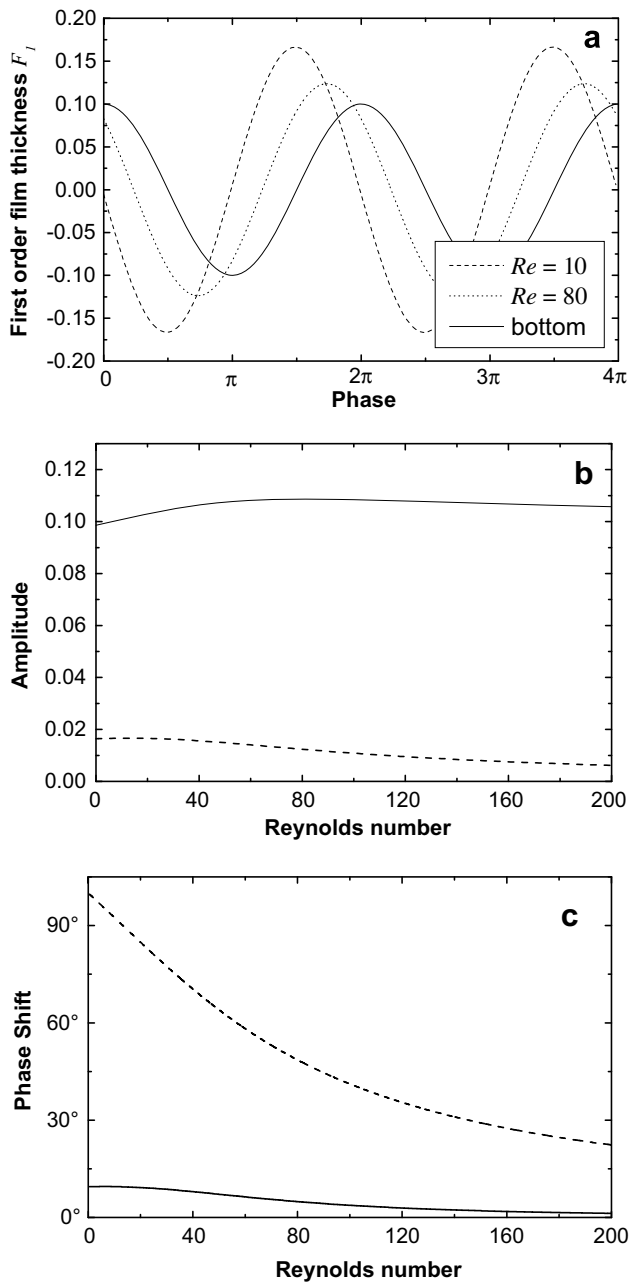 a
First order film thickness F₁
0.20
0.15
0.10
0.05
0.00
-0.05
-0.10
-0.15
-0.20
Re = 10
Re = 80
bottom
0 π 2π 3π 4π
Phase
b
Amplitude
0.12
0.10
0.08
0.06
0.04
0.02
0.00
0 40 80 120 160 200
Reynolds number
c
Phase Shift
90°
60°
30°
0°
0 40 80 120 160 200
Reynolds number